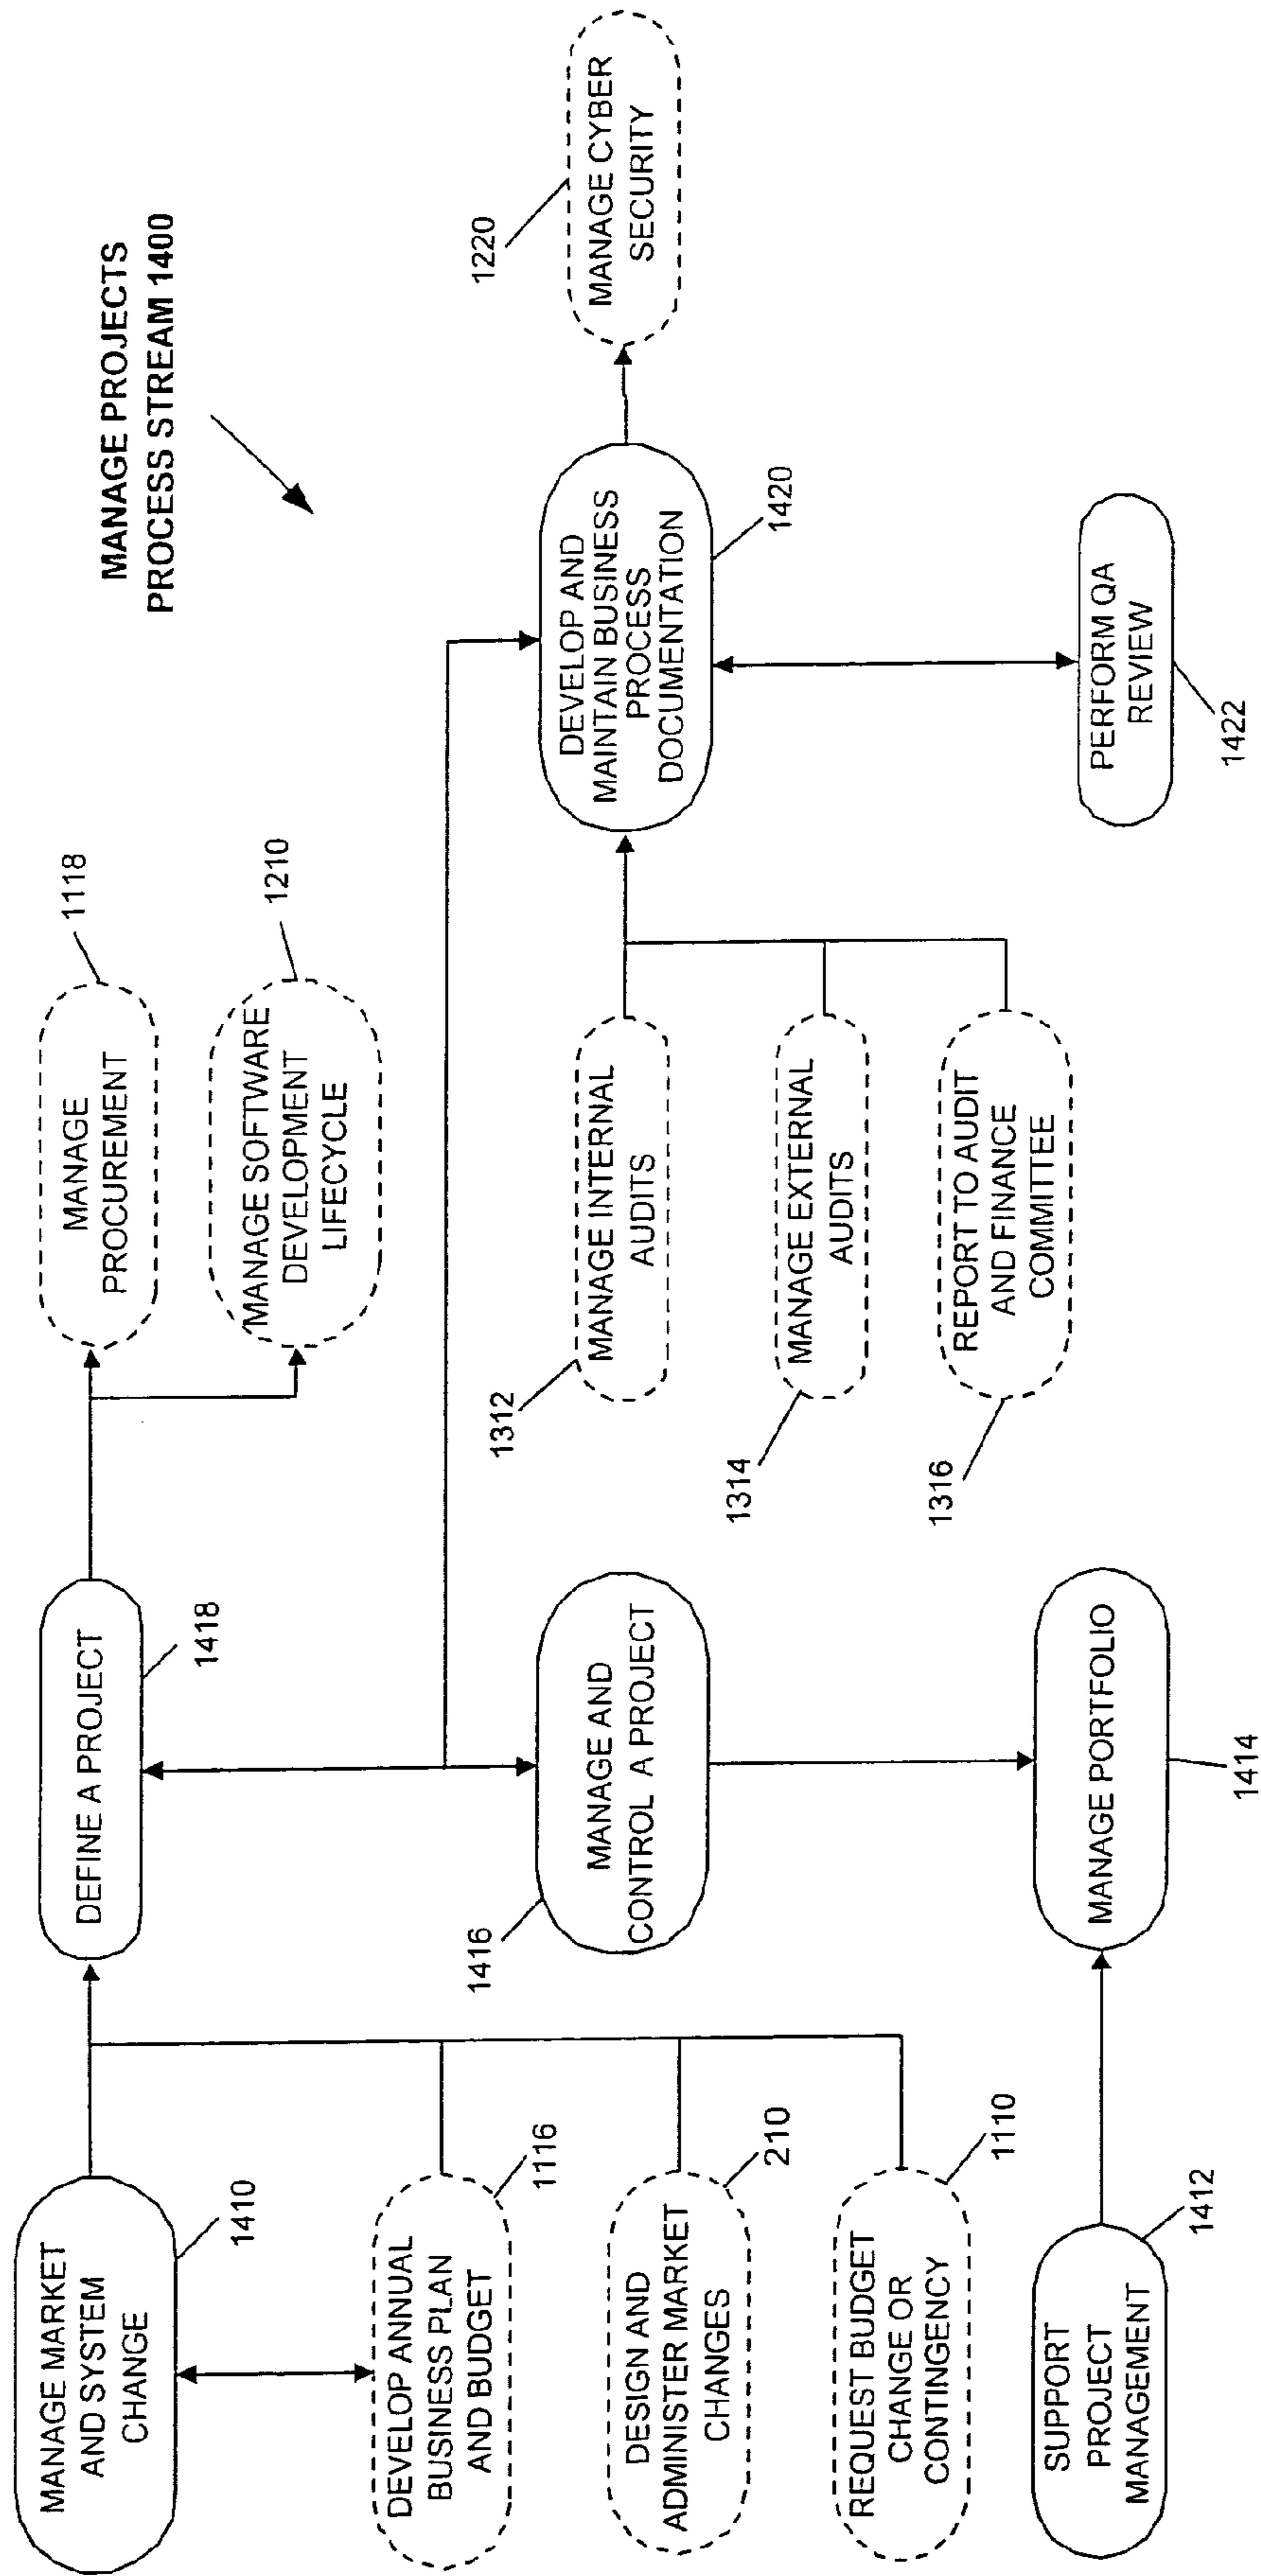 MANAGE PROJECTS
PROCESS STREAM 1400
MANAGE MARKET
AND SYSTEM
CHANGE
1410
DEVELOP ANNUAL
BUSINESS PLAN
AND BUDGET
1116
DESIGN AND
ADMINISTER MARKET
CHANGES
210
REQUEST BUDGET
CHANGE OR
CONTINGENCY
1110
SUPPORT
PROJECT
MANAGEMENT
1412
DEFINE A PROJECT
1418
MANAGE AND
CONTROL A PROJECT
1416
MANAGE PORTFOLIO
1414
MANAGE
PROCUREMENT
1118
MANAGE SOFTWARE
DEVELOPMENT
LIFECYCLE
1210
MANAGE INTERNAL
AUDITS
1312
MANAGE EXTERNAL
AUDITS
1314
REPORT TO AUDIT
AND FINANCE
COMMITTEE
1316
DEVELOP AND
MAINTAIN BUSINESS
PROCESS
DOCUMENTATION
1420
PERFORM QA
REVIEW
1422
MANAGE CYBER
SECURITY
1220